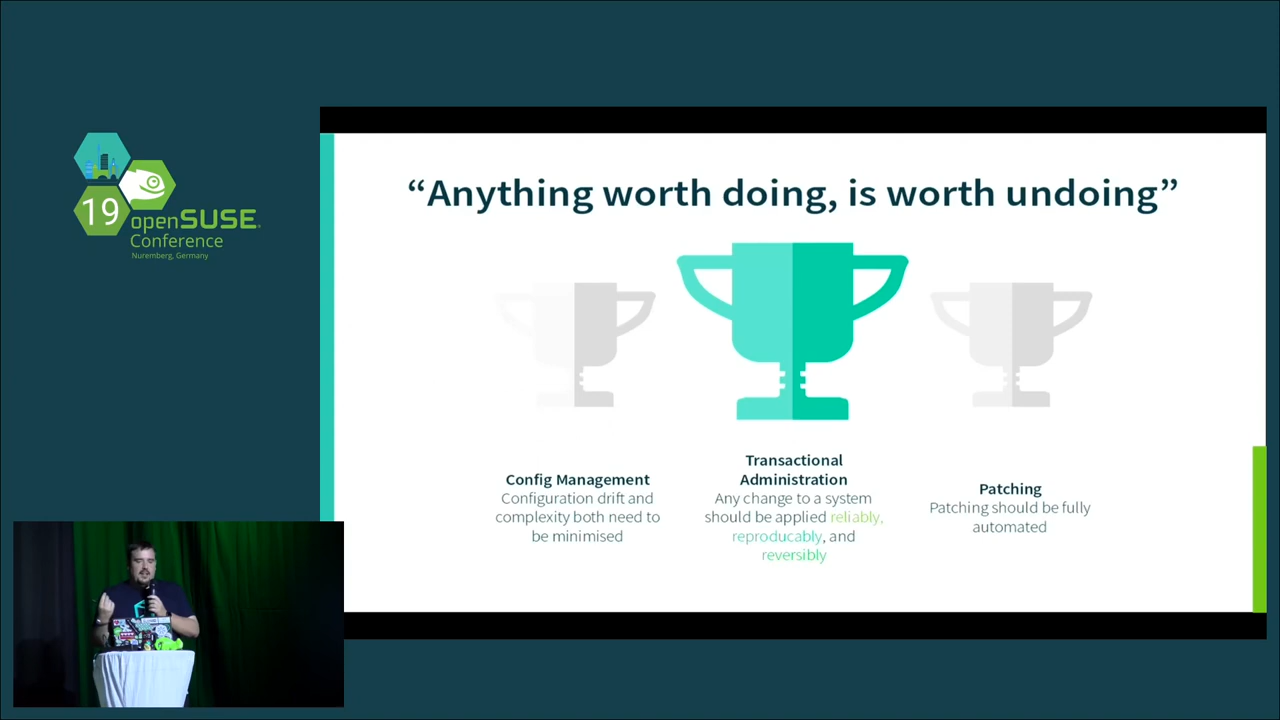 19
openSUSE
Conference
Nuremberg, Germany
“Anything worth doing, is worth undoing”
Config Management
Configuration drift and
complexity both need to
be minimised
Transactional
Administration
Any change to a system
should be applied reliably,
reproducably, and
reversibly
Patching
Patching should be fully
automated